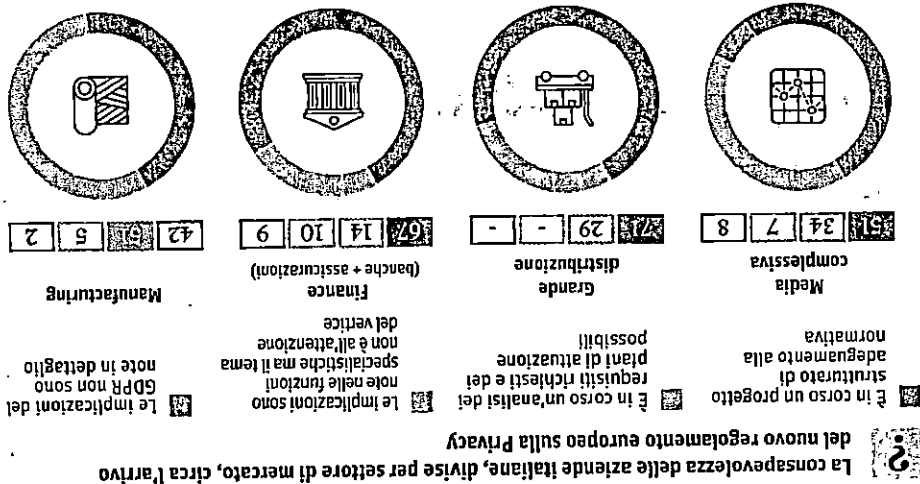 ?
La consapevolezza delle aziende italiane, divise per settore di mercato, circa l'arrivo
del nuovo regolamento europeo sulla Privacy
È in corso un progetto
strutturato di
adeguamento alla
normativa
È in corso un'analisi dei
requisiti richiesti e dei
piani di attuazione
possibili
Le implicazioni sono
note nelle funzioni
specialistiche ma il tema
non è all'attenzione
del vertice
Le implicazioni del
GDPR non sono
note in dettaglio
Media
complessiva
51 34 7 8
Grande
distribuzione
71 29 - -
Finance
(banche + assicurazioni)
67 14 10 9
Manufacturing
42 51 5 2